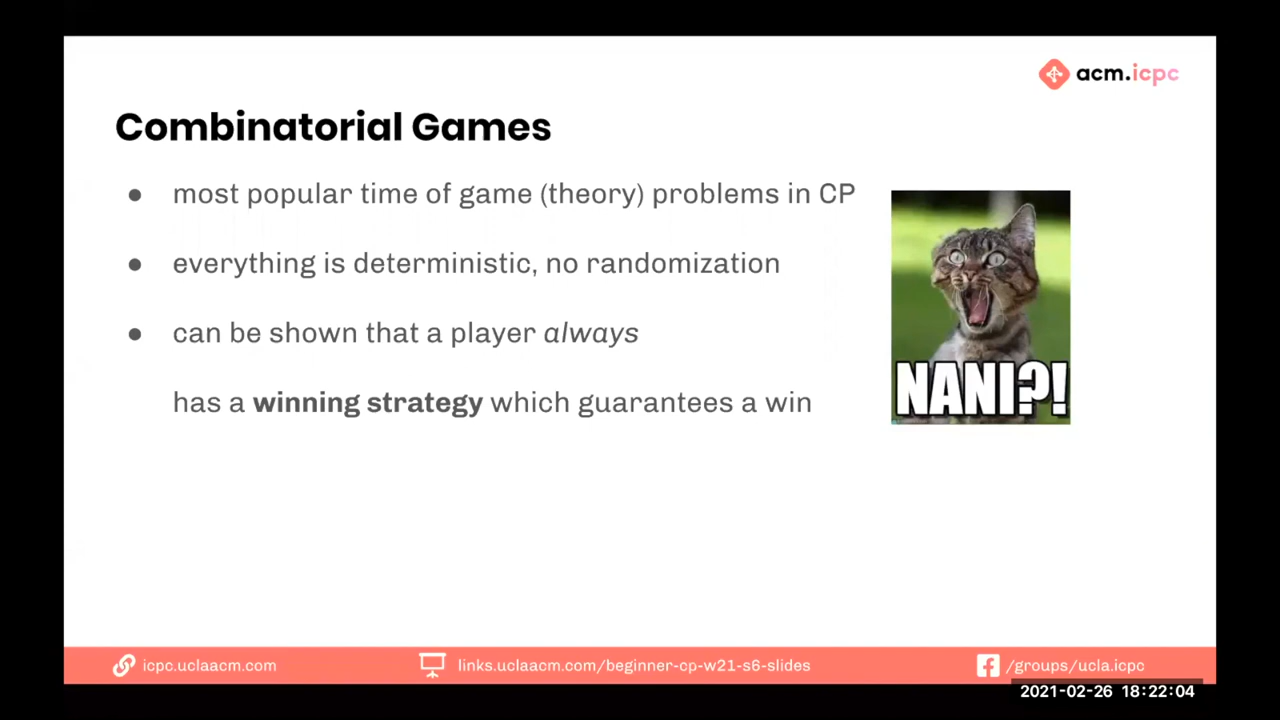 acm.icpc
Combinatorial Games
most popular time of game (theory) problems in CP
everything is deterministic, no randomization
can be shown that a player always
has a winning strategy which guarantees a win
NANI?!
icpc.uclaacm.com
links.uclaacm.com/beginner-cp-w21-s6-slides
/groups/ucla.icpc
2021-02-26 18:22:04